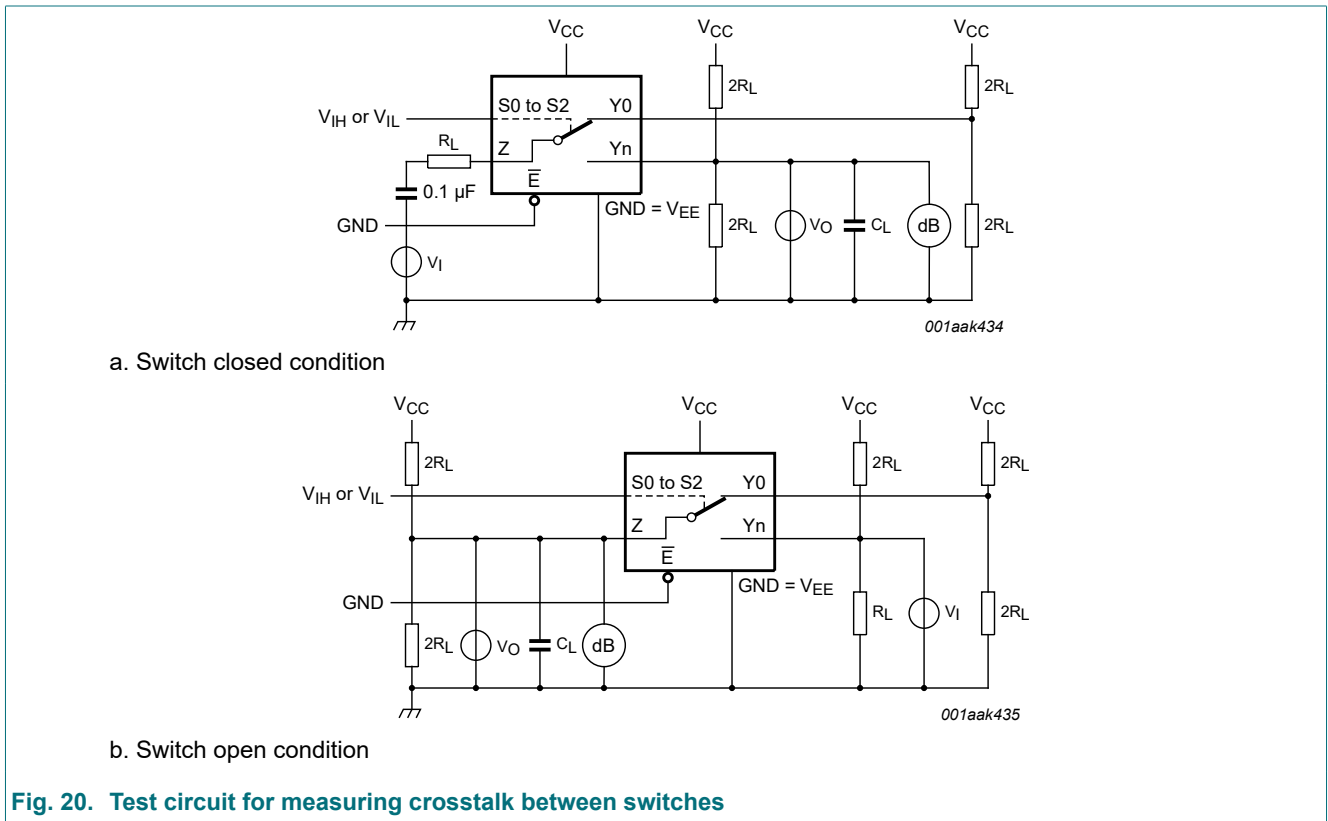 VCC VCC VCC
2RL 2RL
S0 to S2 Y0
VIH or VIL
RL Z Yn
E̅
0.1 µF
GND = VEE
GND 2RL VO CL dB 2RL
VI
001aak434
a. Switch closed condition
VCC VCC VCC VCC
2RL 2RL 2RL
S0 to S2 Y0
VIH or VIL
Z Yn
E̅
GND = VEE
GND RL VI 2RL
2RL VO CL dB
001aak435
b. Switch open condition
Fig. 20. Test circuit for measuring crosstalk between switches